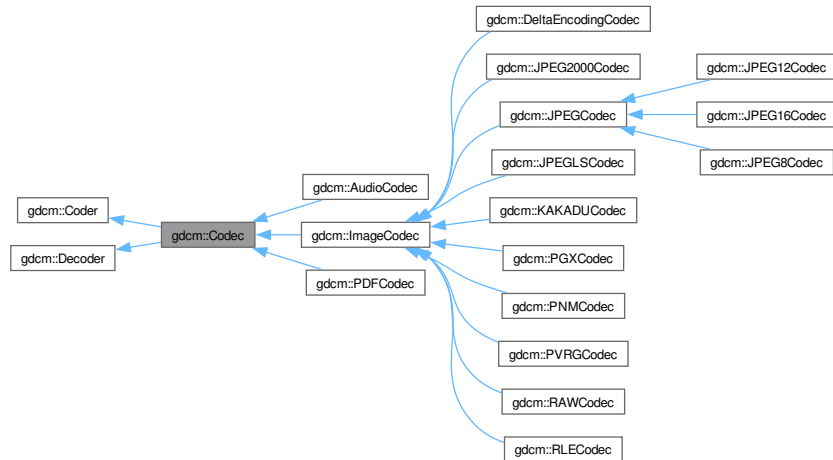 gdcm::DeltaEncodingCodec
gdcm::JPEG2000Codec
gdcm::JPEG12Codec
gdcm::JPEGCodec
gdcm::JPEG16Codec
gdcm::JPEGLSCodec
gdcm::JPEG8Codec
gdcm::AudioCodec
gdcm::Coder
gdcm::KAKADUCodec
gdcm::Codec
gdcm::ImageCodec
gdcm::Decoder
gdcm::PGXCodec
gdcm::PDFCodec
gdcm::PNMCodec
gdcm::PVRGCodec
gdcm::RAWCodec
gdcm::RLECodec